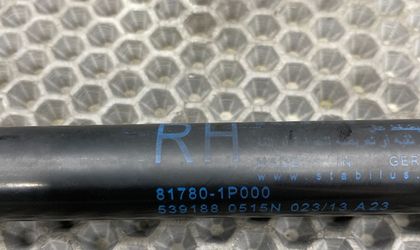 RH
MADE IN GER
www.stabilus.
81780-1P000
539188 0515N 023/13 A23